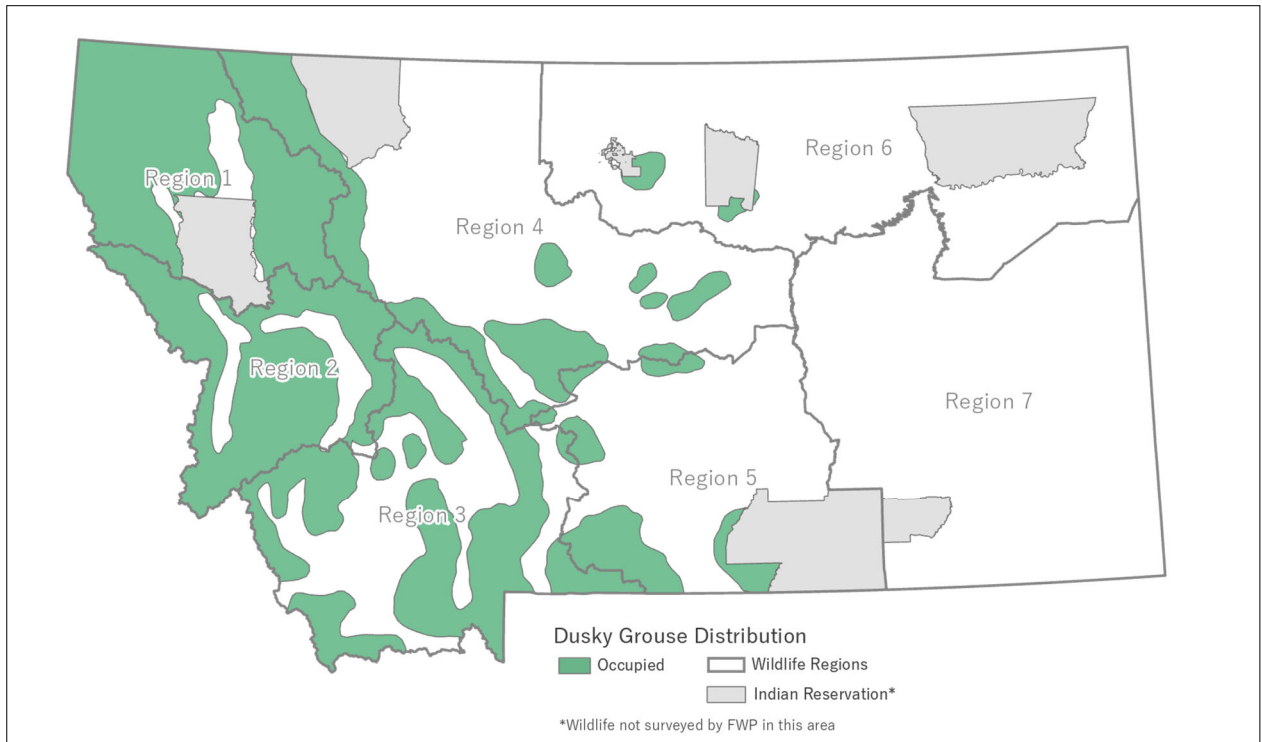 Region 6
Region 1
Region 4
Region 2
Region 7
Region 5
Region 3
Dusky Grouse Distribution
Occupied
Wildlife Regions
Indian Reservation*
*Wildlife not surveyed by FWP in this area